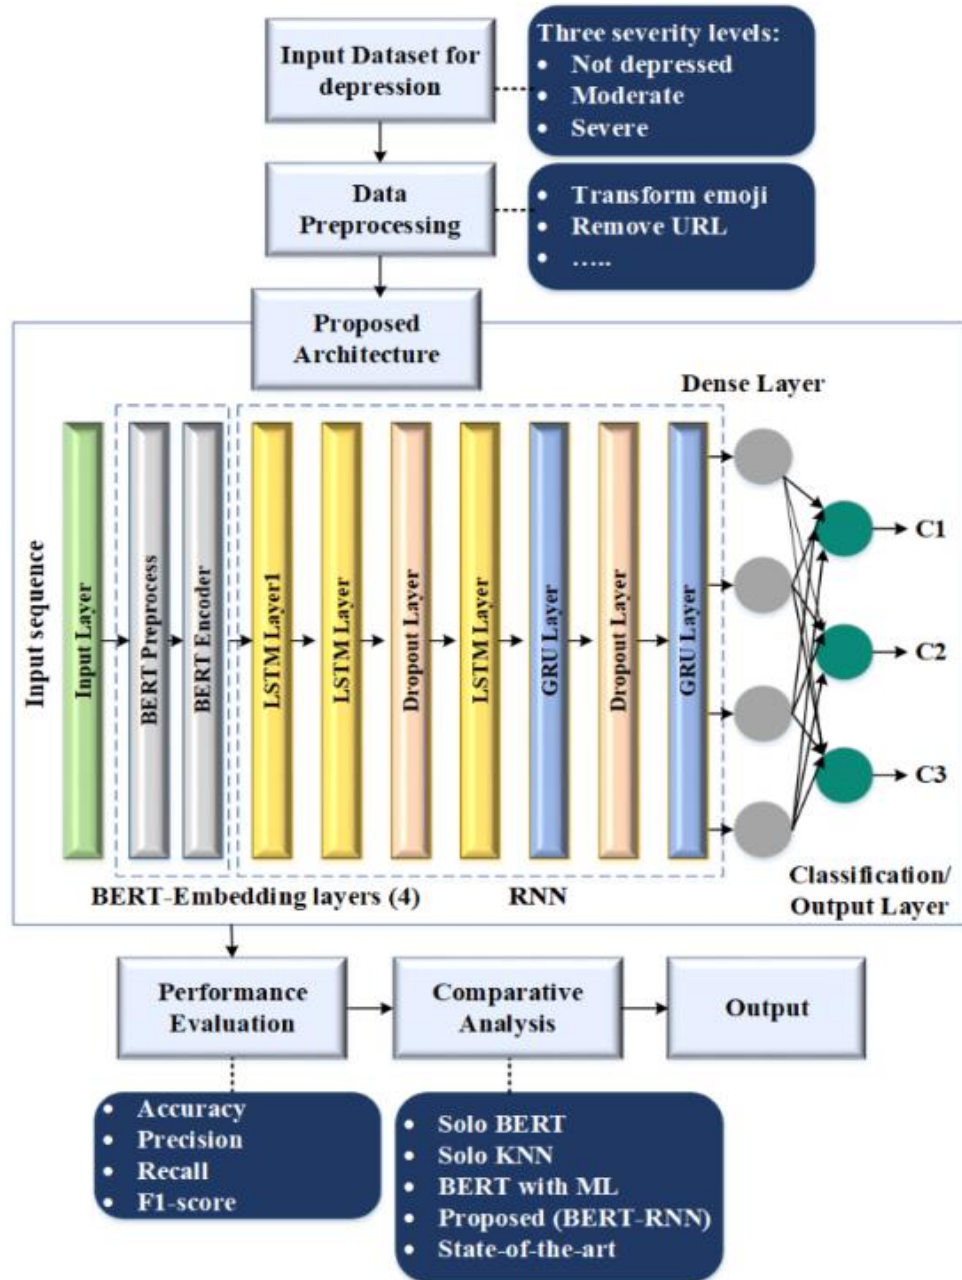 Input Dataset for
depression
Three severity levels:
• Not depressed
• Moderate
• Severe
Data
Preprocessing
• Transform emoji
• Remove URL
• .....
Proposed
Architecture
Dense Layer
Input sequence
Input Layer
BERT Preprocess
BERT Encoder
LSTM Layer1
LSTM Layer
Dropout Layer
LSTM Layer
GRU Layer
Dropout Layer
GRU Layer
C1
C2
C3
BERT-Embedding layers (4)
RNN
Classification/
Output Layer
Performance
Evaluation
Comparative
Analysis
Output
• Accuracy
• Precision
• Recall
• F1-score
• Solo BERT
• Solo KNN
• BERT with ML
• Proposed (BERT-RNN)
• State-of-the-art